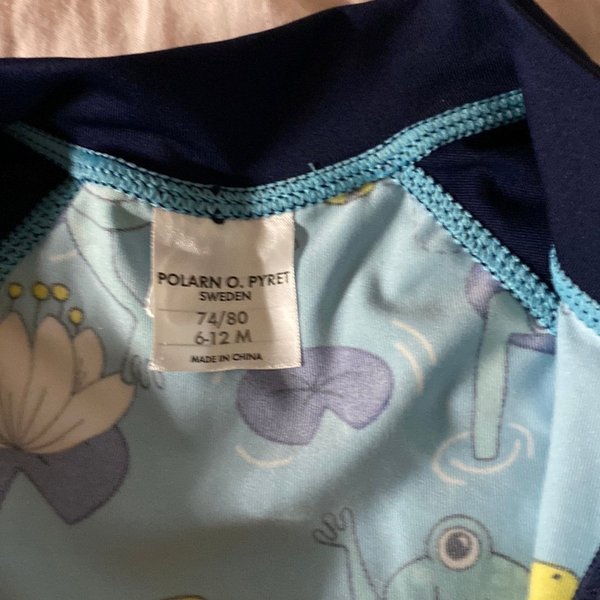 POLARN O. PYRET
SWEDEN
74/80
6-12 M
MADE IN CHINA